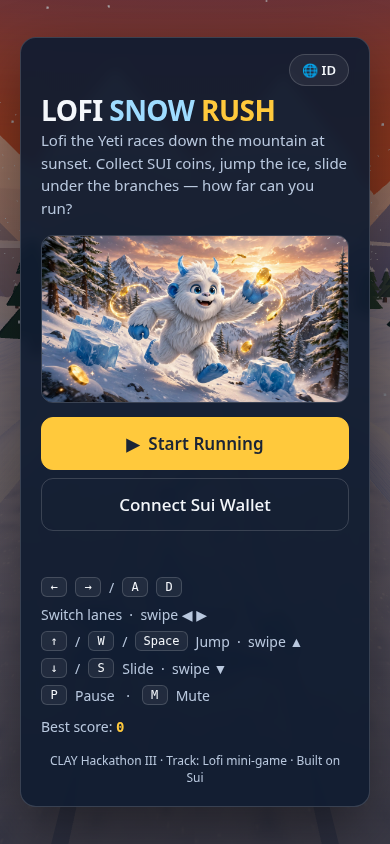 🌐 ID
LOFI SNOW RUSH
Lofi the Yeti races down the mountain at
sunset. Collect SUI coins, jump the ice, slide
under the branches — how far can you
run?
▶ Start Running
Connect Sui Wallet
← → / A D
Switch lanes · swipe ◀ ▶
↑ / W / Space Jump · swipe ▲
↓ / S Slide · swipe ▼
P Pause · M Mute
Best score: 0
CLAY Hackathon III · Track: Lofi mini-game · Built on
Sui